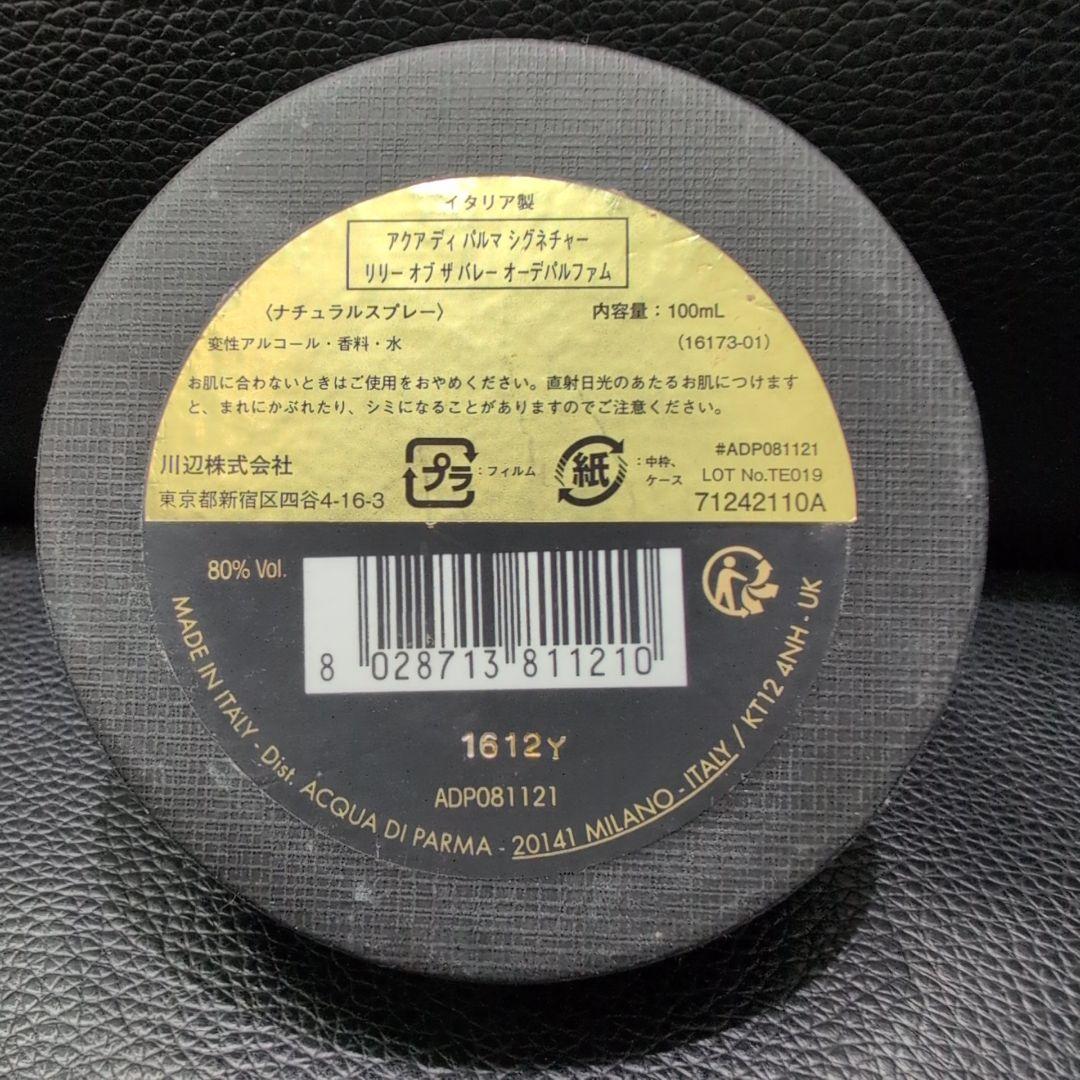 イタリア製
アクア ディ パルマ シグネチャー
リリー オブ ザ バレー オーデパルファム
〈ナチュラルスプレー〉 内容量：100mL
変性アルコール・香料・水 (16173-01)
お肌に合わないときはご使用をおやめください。直射日光のあたるお肌につけます
と、まれにかぶれたり、シミになることがありますのでご注意ください。
川辺株式会社
東京都新宿区四谷4-16-3
プラ ：フィルム
紙 ：中枠、
ケース
#ADP081121
LOT No.TE019
71242110A
80% Vol.
8 028713 811210
1612Y
ADP081121
MADE IN ITALY - Dist. ACQUA DI PARMA - 20141 MILANO - ITALY / KT12 4NH - UK